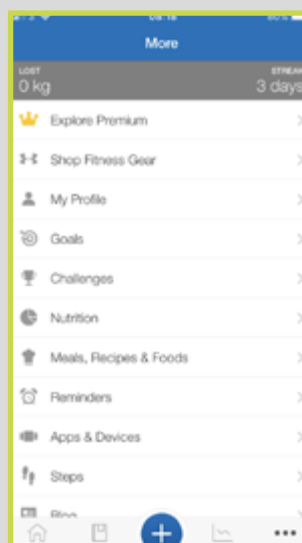 More
LOST
0 kg
STREAK
3 days
Explore Premium
Shop Fitness Gear
My Profile
Goals
Challenges
Nutrition
Meals, Recipes & Foods
Reminders
Apps & Devices
Steps
Blog